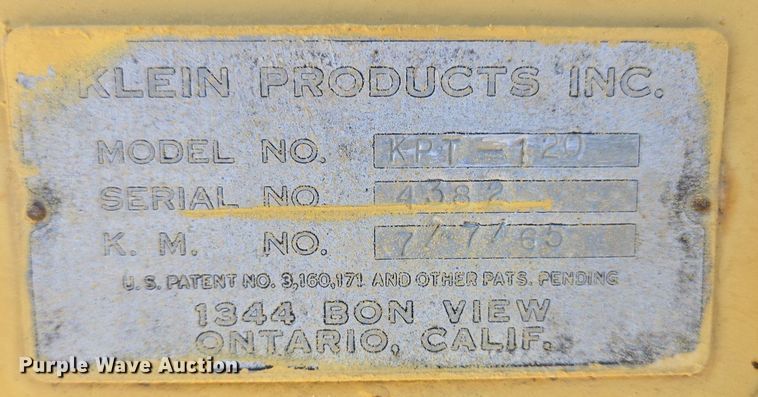 KLEIN PRODUCTS INC.
MODEL NO. KPT-120
SERIAL NO. 4382
K. M. NO. 7/7/65
U.S. PATENT NO. 3,160,171 AND OTHER PATS. PENDING
1344 BON VIEW
ONTARIO, CALIF.
Purple Wave Auction